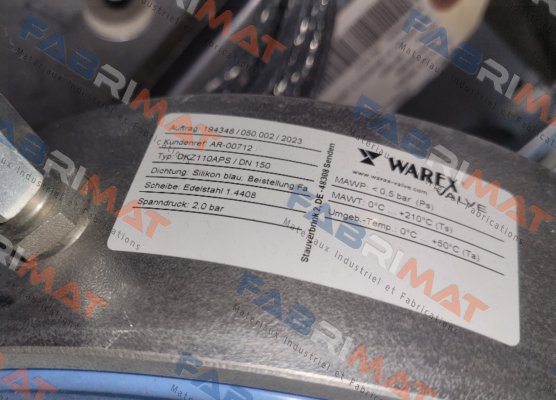 Auftrag: 194348 / 050.002 / 2023
Kundenref: AR-00712
Typ: DKZ110APS / DN 150
Dichtung: Silikon blau, Beistellung Fa.
Scheibe: Edelstahl 1.4408
Spanndruck: 2,0 bar
Stauverbrink 2, DE-48308 Senden
WAREX
VALVE
www.warex-valve.com
MAWP: < 0.5 bar (Ps)
MAWT: 0°C ... +210°C (Ts)
Umgeb.-Temp.: 0°C ... +50°C (Ta)
FABRIMAT
Materiaux Industriel et Fabrications